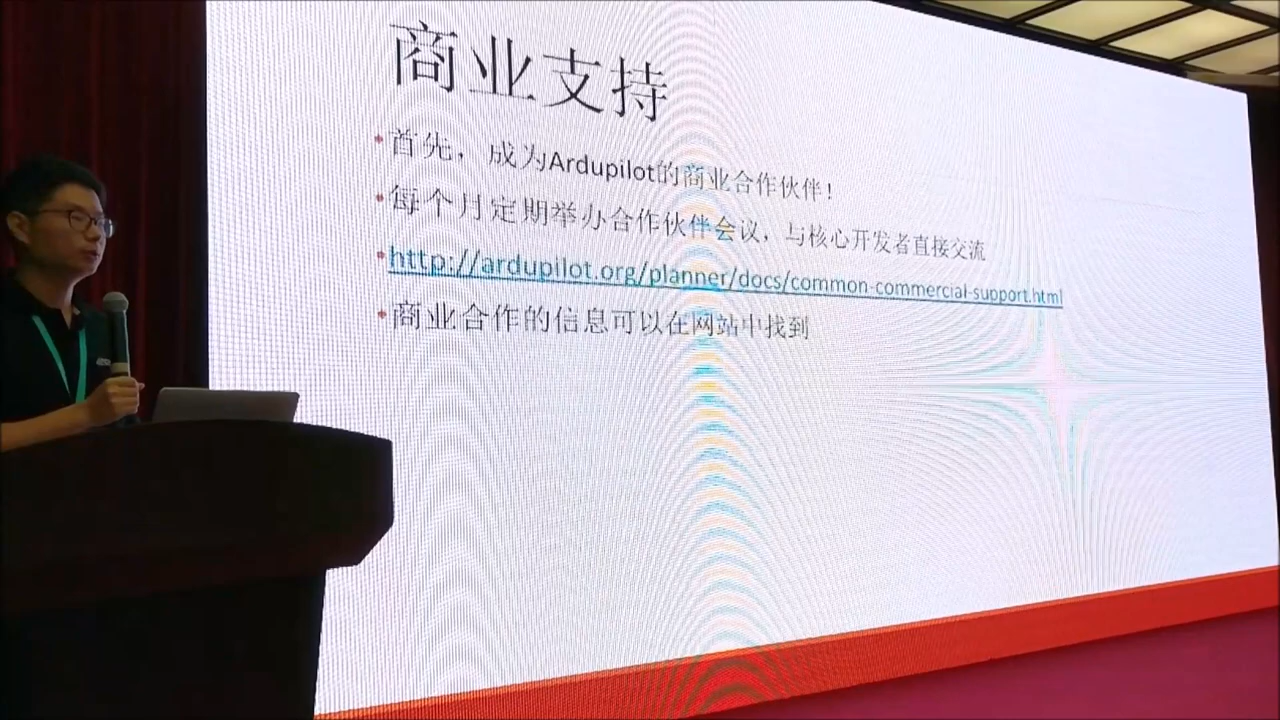 商业支持
•首先，成为Ardupilot的商业合作伙伴！
•每个月定期举办合作伙伴会议，与核心开发者直接交流
•http://ardupilot.org/planner/docs/common-commercial-support.html
•商业合作的信息可以在网站中找到